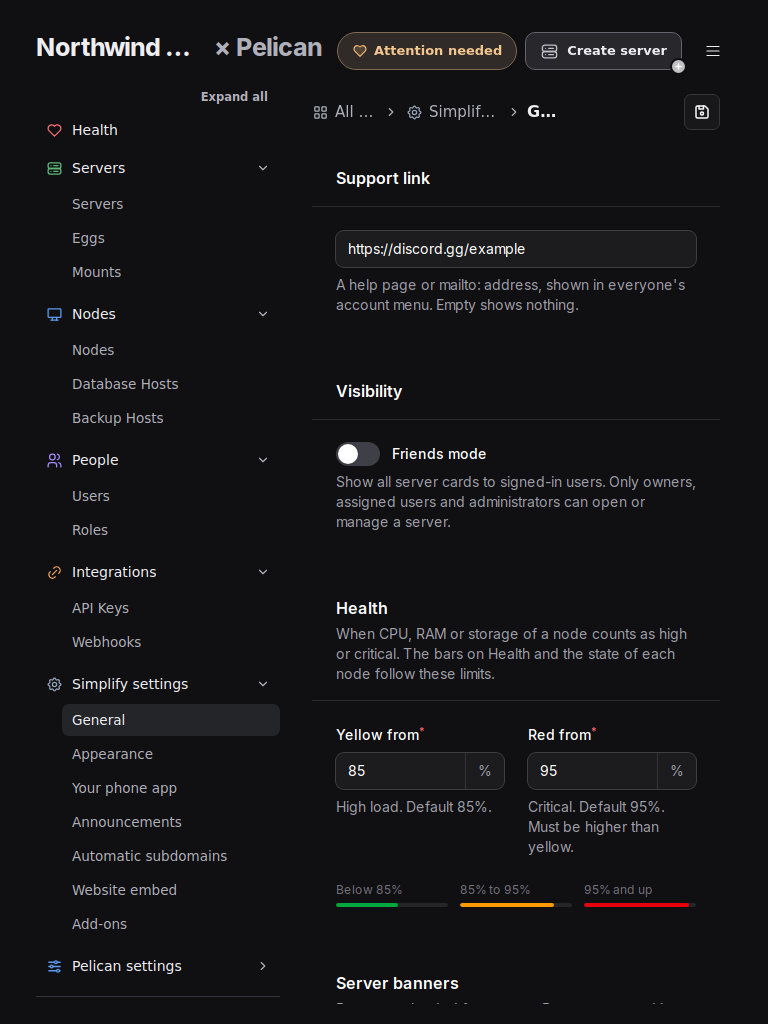 Northwind ... × Pelican
Attention needed
Create server
Expand all
Health
Servers
Servers
Eggs
Mounts
Nodes
Nodes
Database Hosts
Backup Hosts
People
Users
Roles
Integrations
API Keys
Webhooks
Simplify settings
General
Appearance
Your phone app
Announcements
Automatic subdomains
Website embed
Add-ons
Pelican settings
All ... > Simplif... > G...
Support link
https://discord.gg/example
A help page or mailto: address, shown in everyone's
account menu. Empty shows nothing.
Visibility
Friends mode
Show all server cards to signed-in users. Only owners,
assigned users and administrators can open or
manage a server.
Health
When CPU, RAM or storage of a node counts as high
or critical. The bars on Health and the state of each
node follow these limits.
Yellow from*
85 %
High load. Default 85%.
Red from*
95 %
Critical. Default 95%.
Must be higher than
yellow.
Below 85%
85% to 95%
95% and up
Server banners